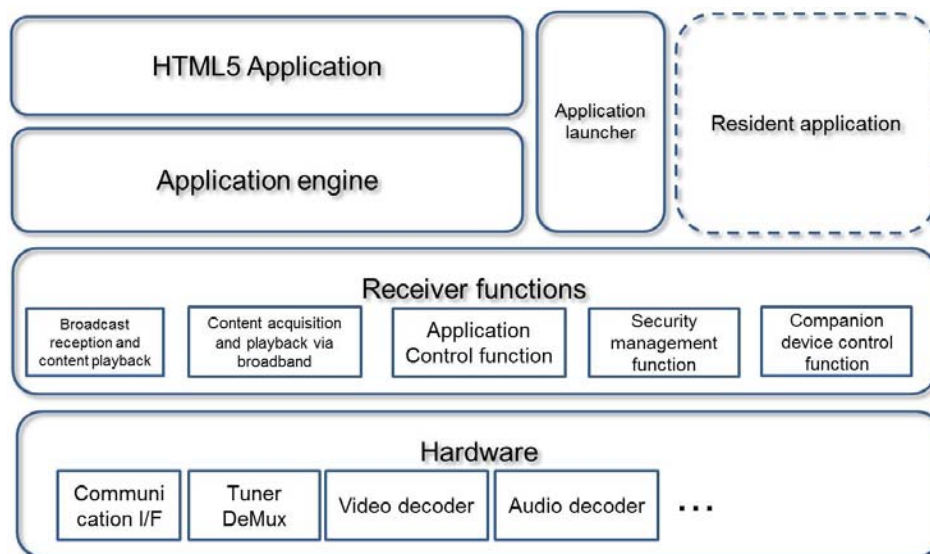 HTML5 Application
Application
launcher
Resident application
Application engine
Receiver functions
Broadcast
reception and
content playback
Content acquisition
and playback via
broadband
Application
Control function
Security
management
function
Companion
device control
function
Hardware
Communi
cation I/F
Tuner
DeMux
Video decoder
Audio decoder
...